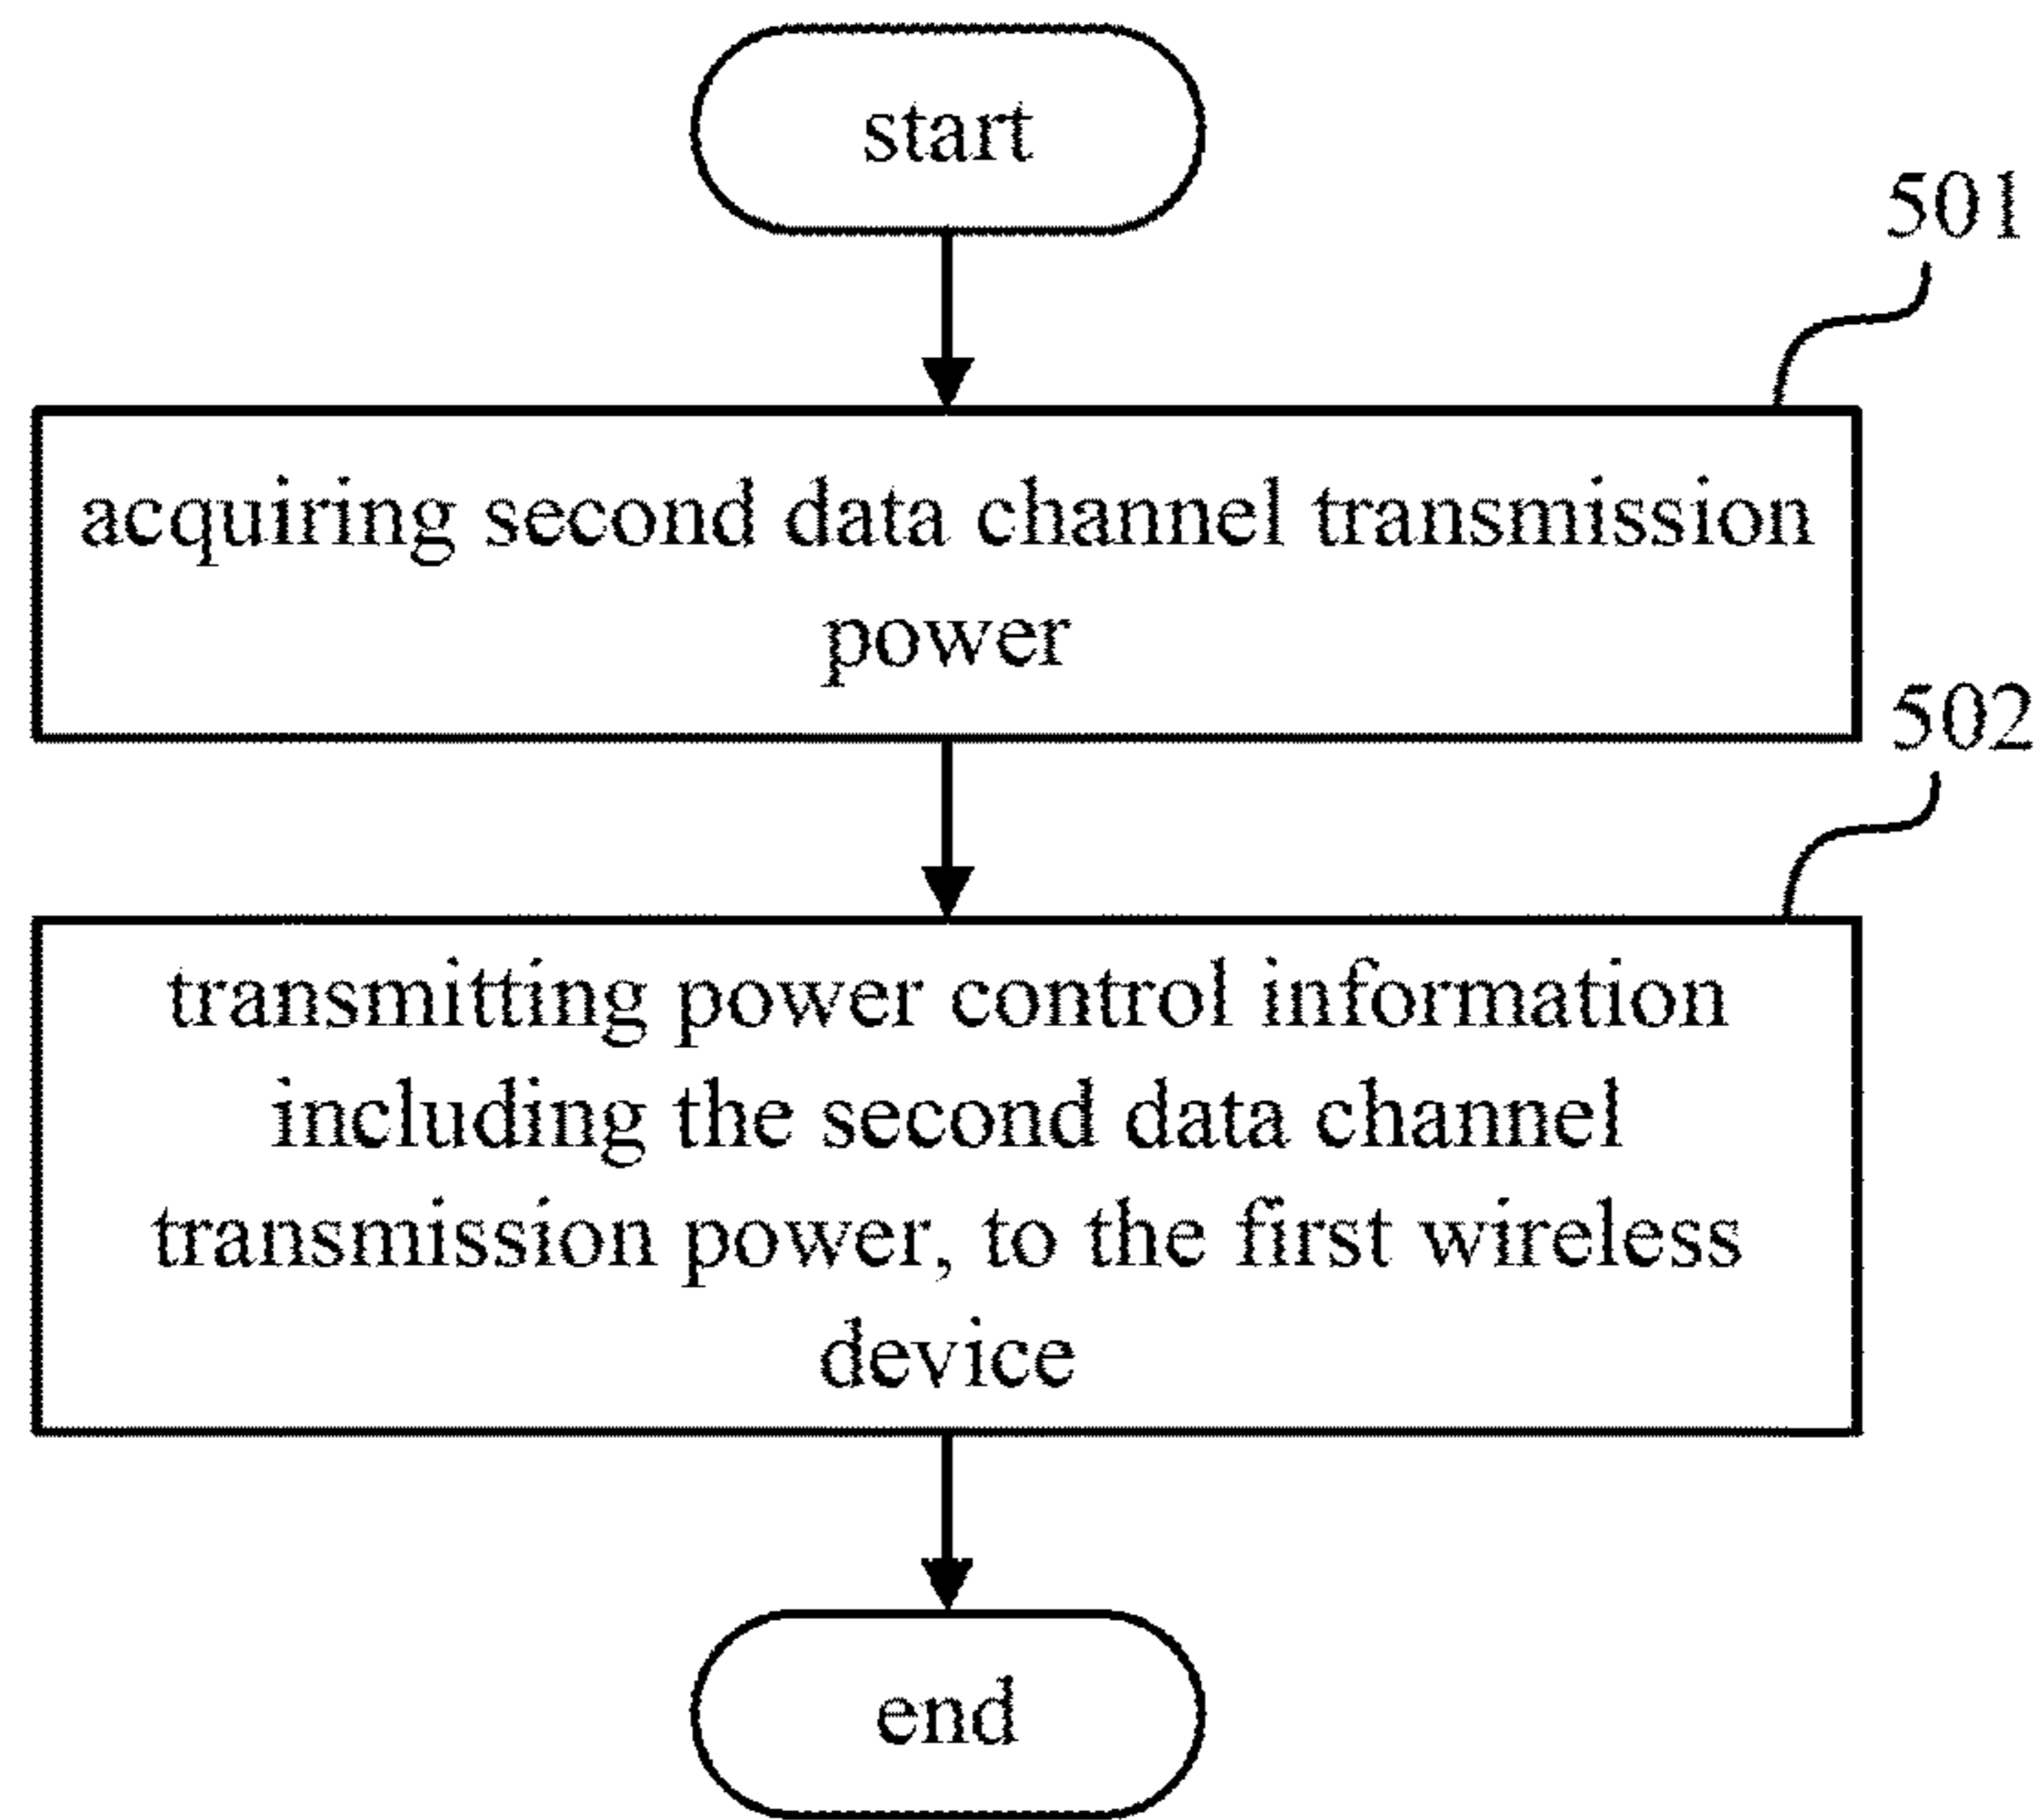 start
501
acquiring second data channel transmission
power
502
transmitting power control information
including the second data channel
transmission power, to the first wireless
device
end